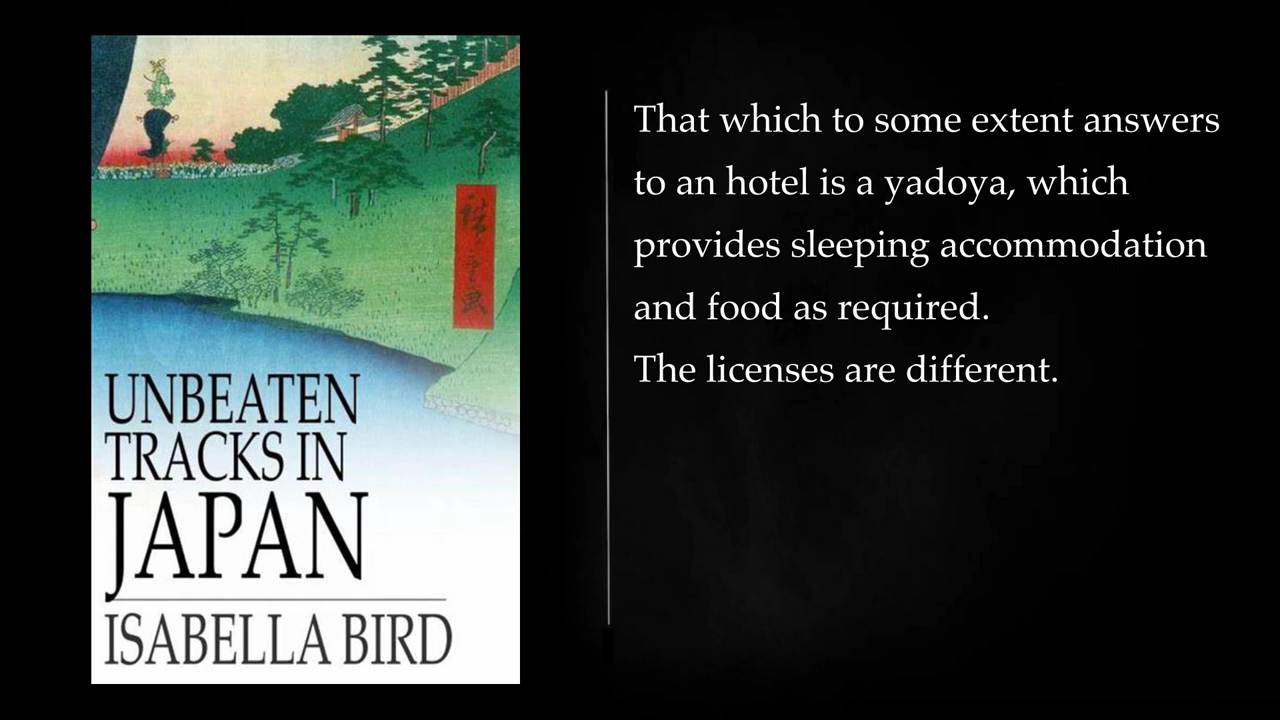 UNBEATEN
TRACKS IN
JAPAN
ISABELLA BIRD
That which to some extent answers
to an hotel is a yadoya, which
provides sleeping accommodation
and food as required.
The licenses are different.